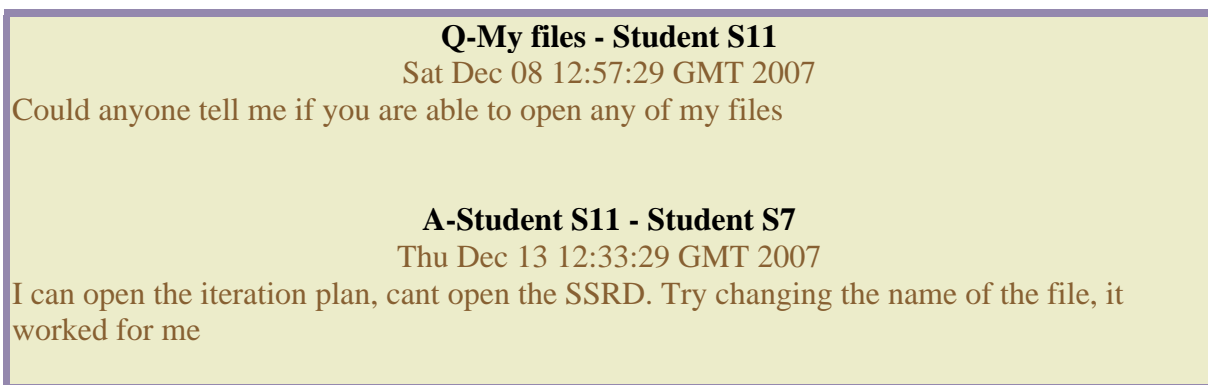 Q-My files - Student S11
Sat Dec 08 12:57:29 GMT 2007
Could anyone tell me if you are able to open any of my files
A-Student S11 - Student S7
Thu Dec 13 12:33:29 GMT 2007
I can open the iteration plan, cant open the SSRD. Try changing the name of the file, it
worked for me